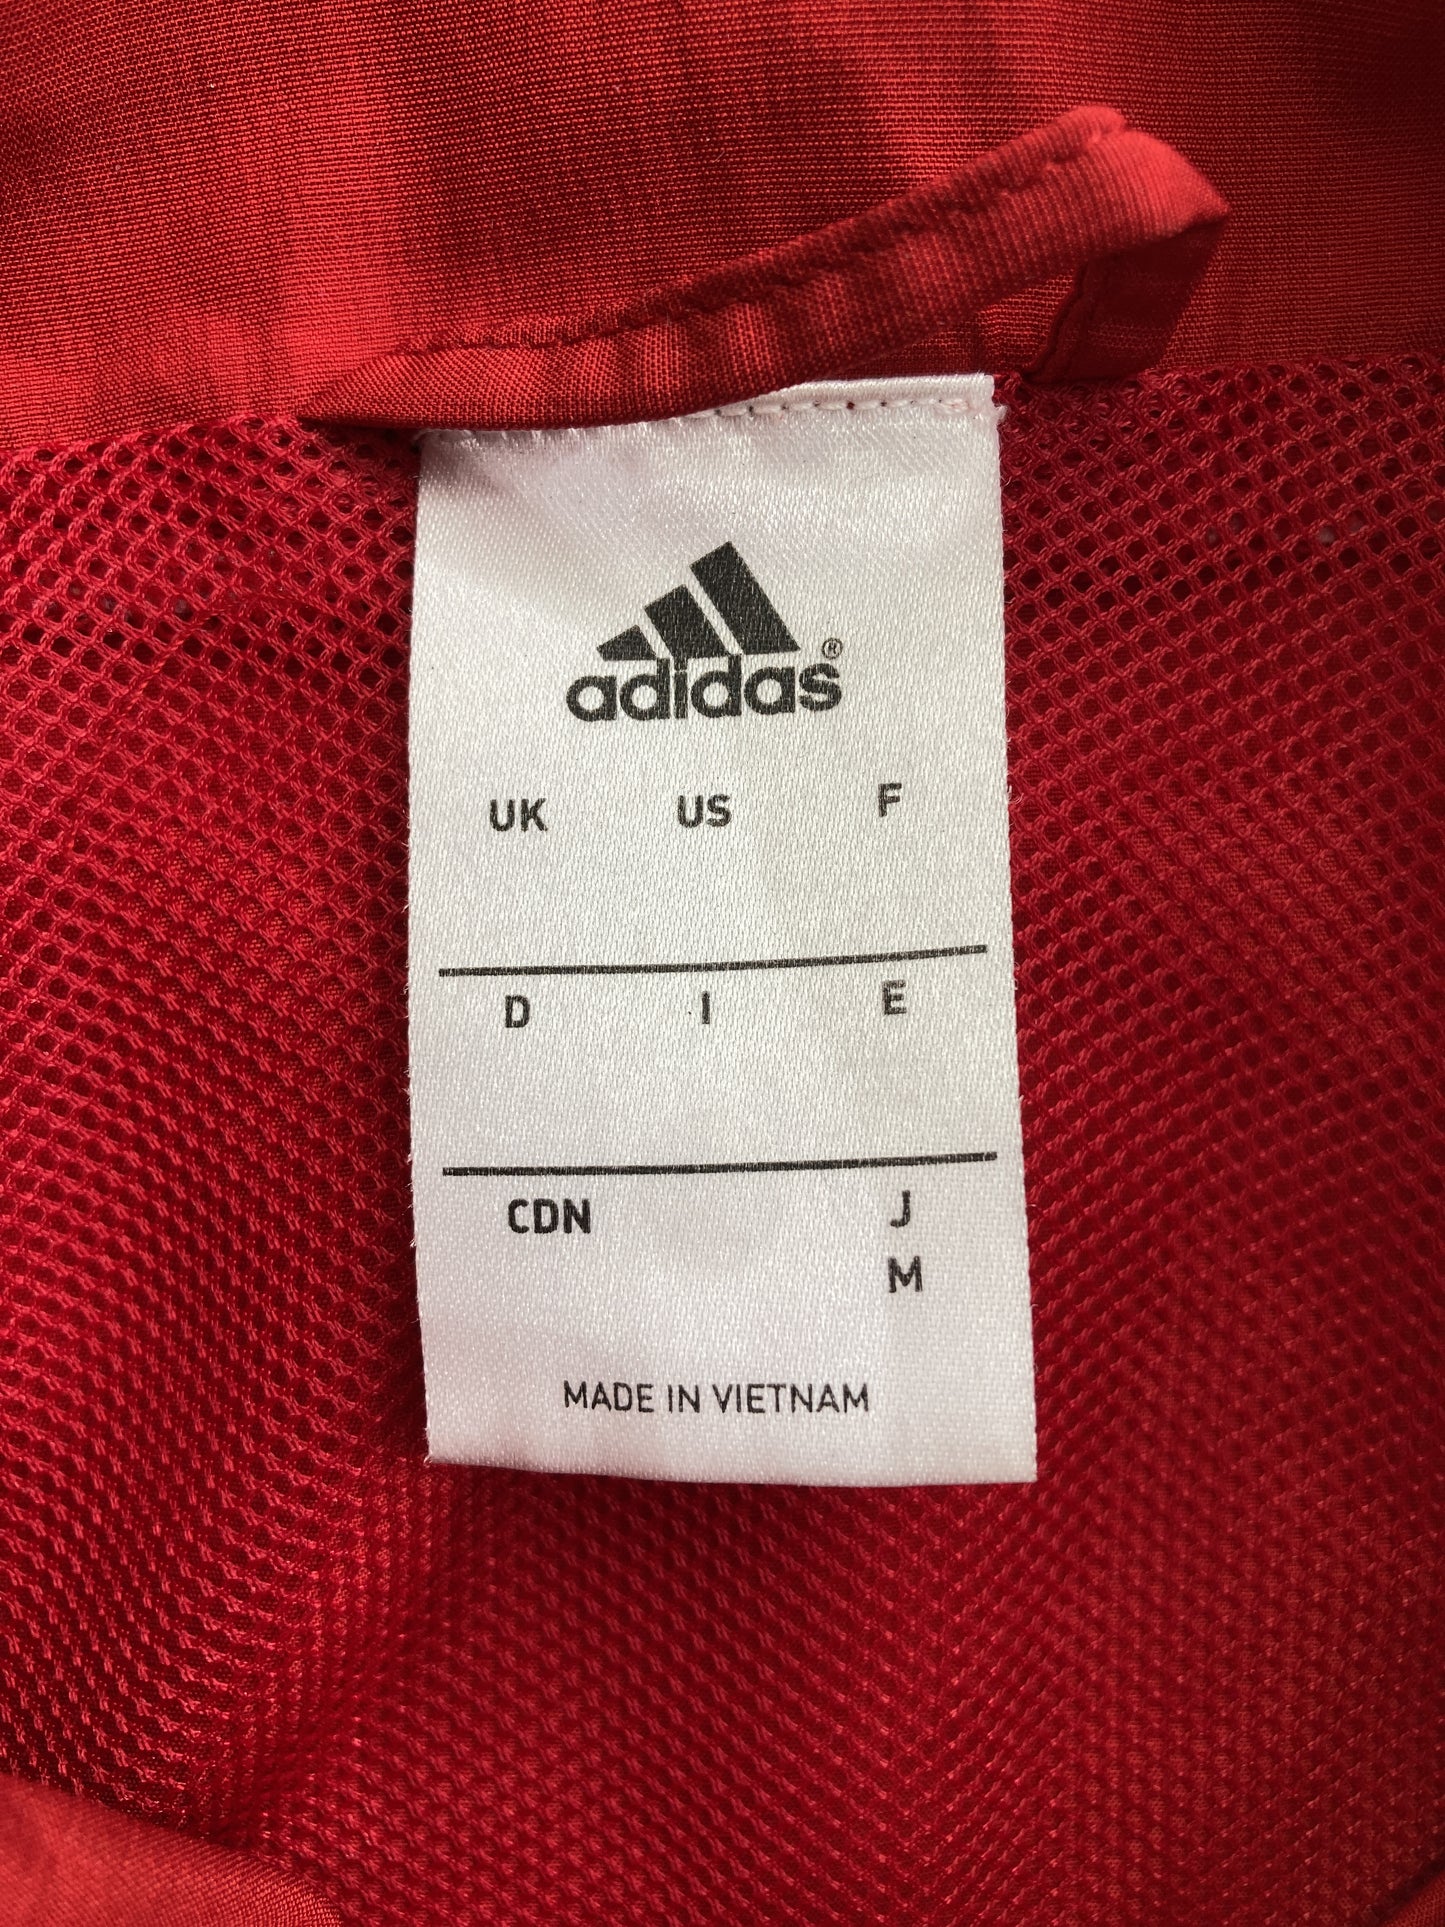 adidas®
UK US F
D I E
CDN J
M
MADE IN VIETNAM